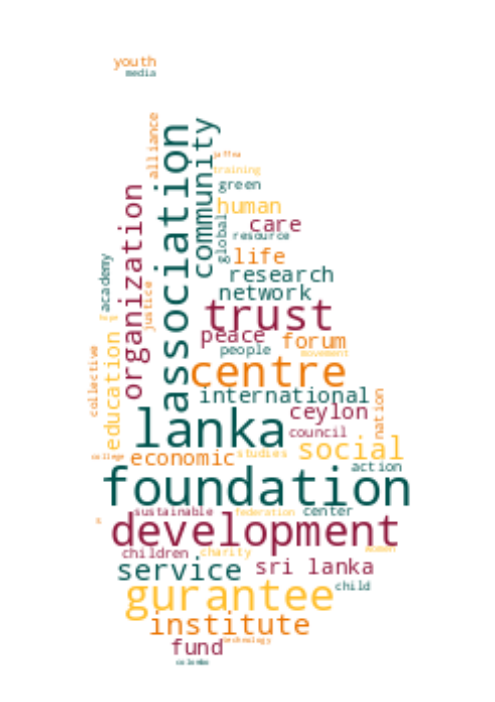 youth
media
alliance
association
community
jaffna
training
green
organization
human
care
global
resource
life
academy
research
justice
network
trust
peace
forum
people
movement
education
collective
centre
international
nation
ceylon
lanka
council
social
college
economic
studies
action
foundation
sustainable
federation
center
development
children
charity
women
service
sri lanka
child
gurantee
institute
technology
fund
colombo